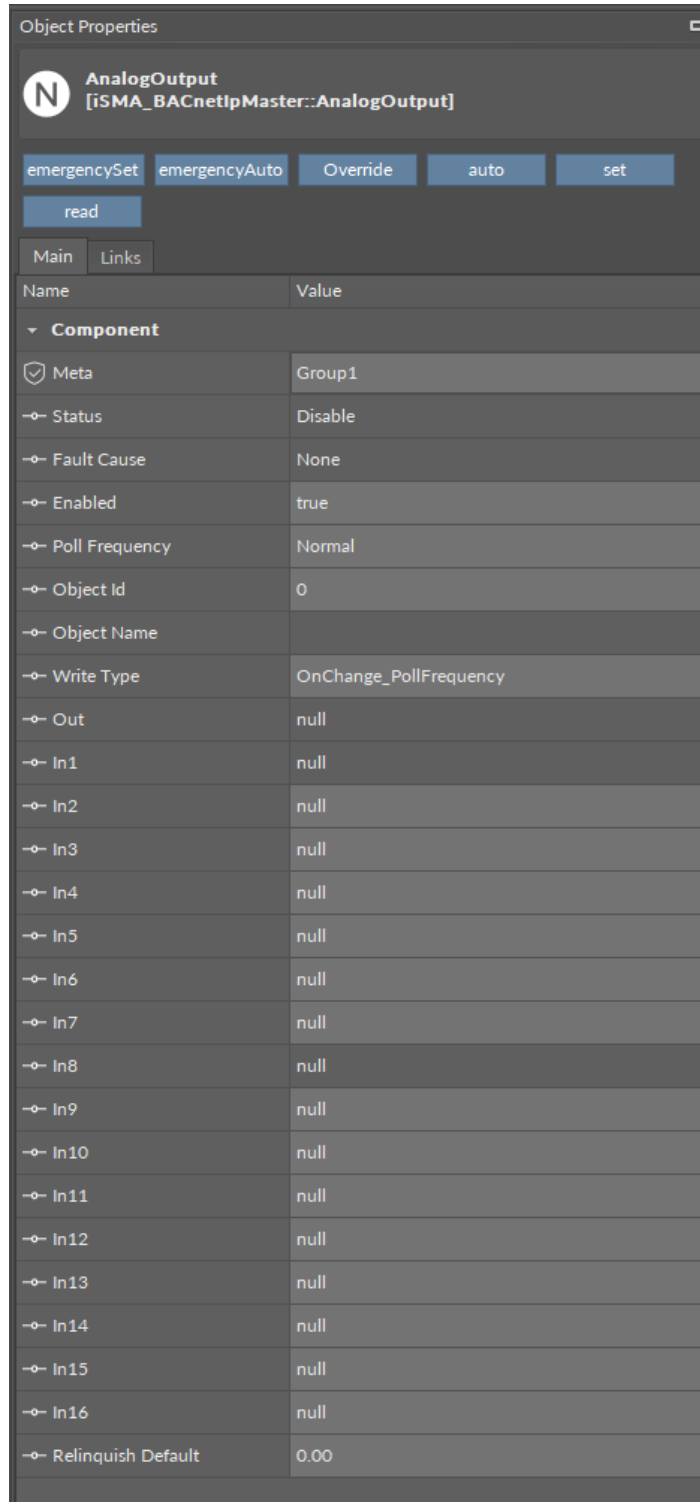 Object Properties
AnalogOutput
[iSMA_BACnetIpMaster::AnalogOutput]
emergencySet emergencyAuto Override auto set
read
Main Links
Name Value
Component
Meta Group1
Status Disable
Fault Cause None
Enabled true
Poll Frequency Normal
Object Id 0
Object Name
Write Type OnChange_PollFrequency
Out null
In1 null
In2 null
In3 null
In4 null
In5 null
In6 null
In7 null
In8 null
In9 null
In10 null
In11 null
In12 null
In13 null
In14 null
In15 null
In16 null
Relinquish Default 0.00